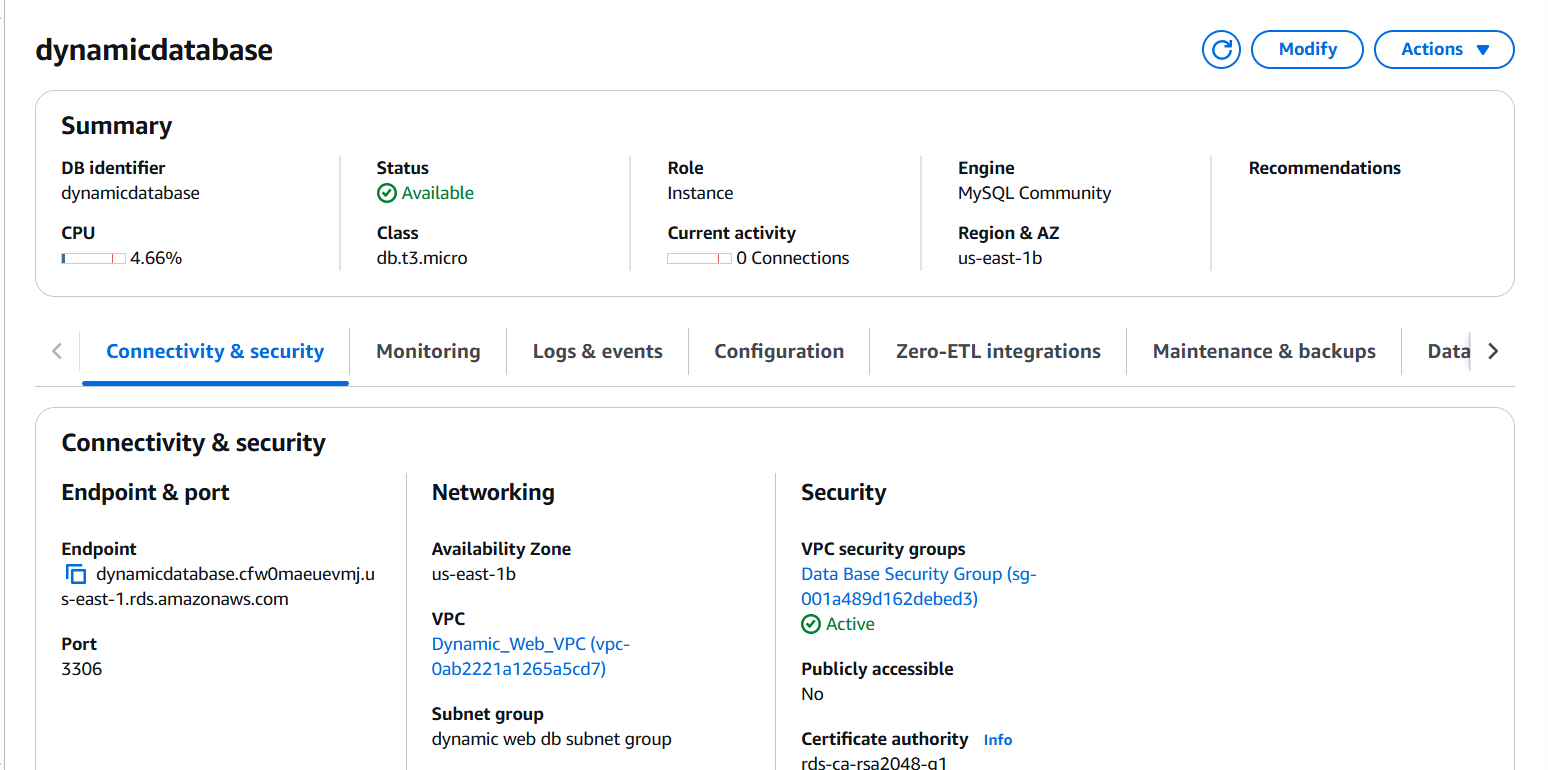 dynamicdatabase
Modify
Actions
Summary
DB identifier
dynamicdatabase
Status
Available
Role
Instance
Engine
MySQL Community
Recommendations
CPU
4.66%
Class
db.t3.micro
Current activity
0 Connections
Region & AZ
us-east-1b
Connectivity & security
Monitoring
Logs & events
Configuration
Zero-ETL integrations
Maintenance & backups
Data
Connectivity & security
Endpoint & port
Endpoint
dynamicdatabase.cfw0maeuevmj.u
s-east-1.rds.amazonaws.com
Port
3306
Networking
Availability Zone
us-east-1b
VPC
Dynamic_Web_VPC (vpc-
0ab2221a1265a5cd7)
Subnet group
dynamic web db subnet group
Security
VPC security groups
Data Base Security Group (sg-
001a489d162debed3)
Active
Publicly accessible
No
Certificate authority Info
rds-ca-rsa2048-g1